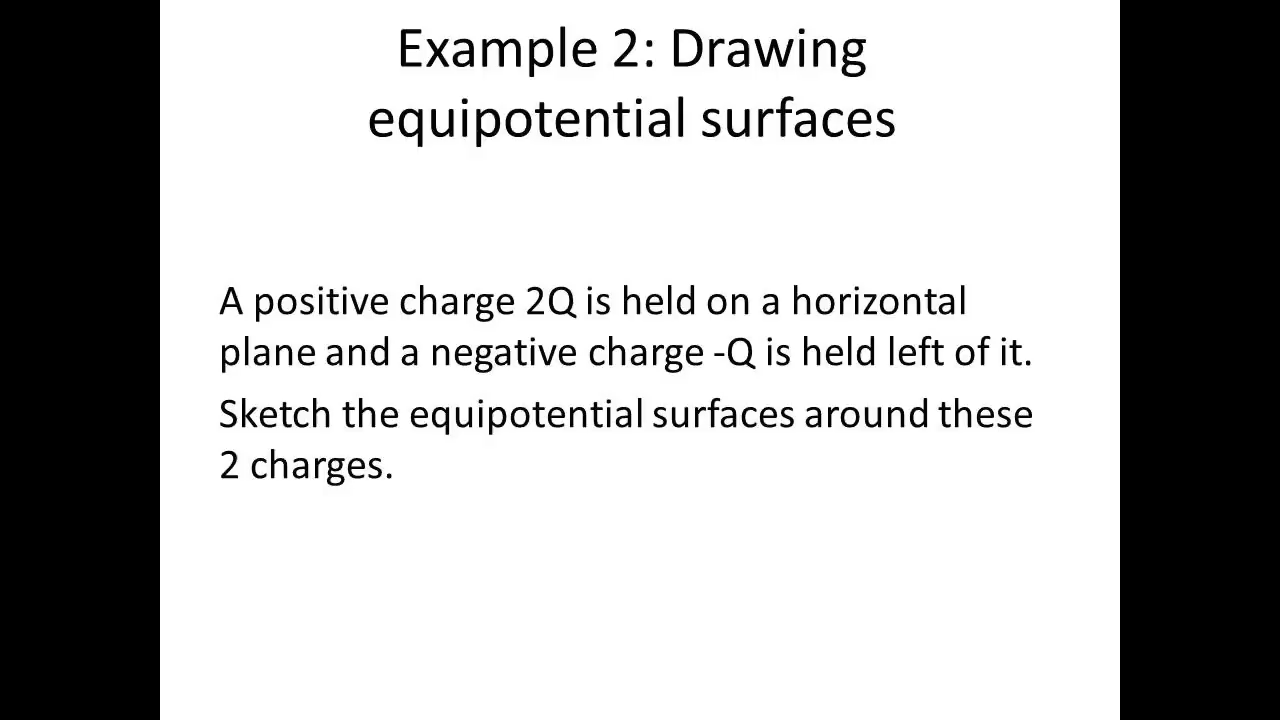 Example 2: Drawing
equipotential surfaces
A positive charge 2Q is held on a horizontal
plane and a negative charge -Q is held left of it.
Sketch the equipotential surfaces around these
2 charges.